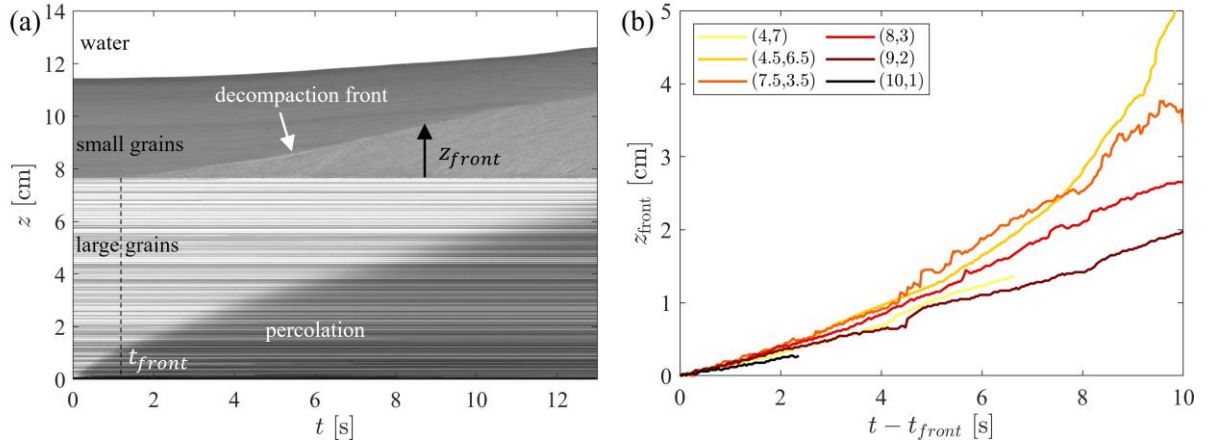 (a)
water
decompaction front
small grains
z_front
large grains
percolation
t_front
z [cm]
0
2
4
6
8
10
12
14
0
2
4
6
8
10
12
t [s]
(b)
(4,7)
(4.5,6.5)
(7.5,3.5)
(8,3)
(9,2)
(10,1)
z_front [cm]
0
1
2
3
4
5
0
2
4
6
8
10
t − t_front [s]